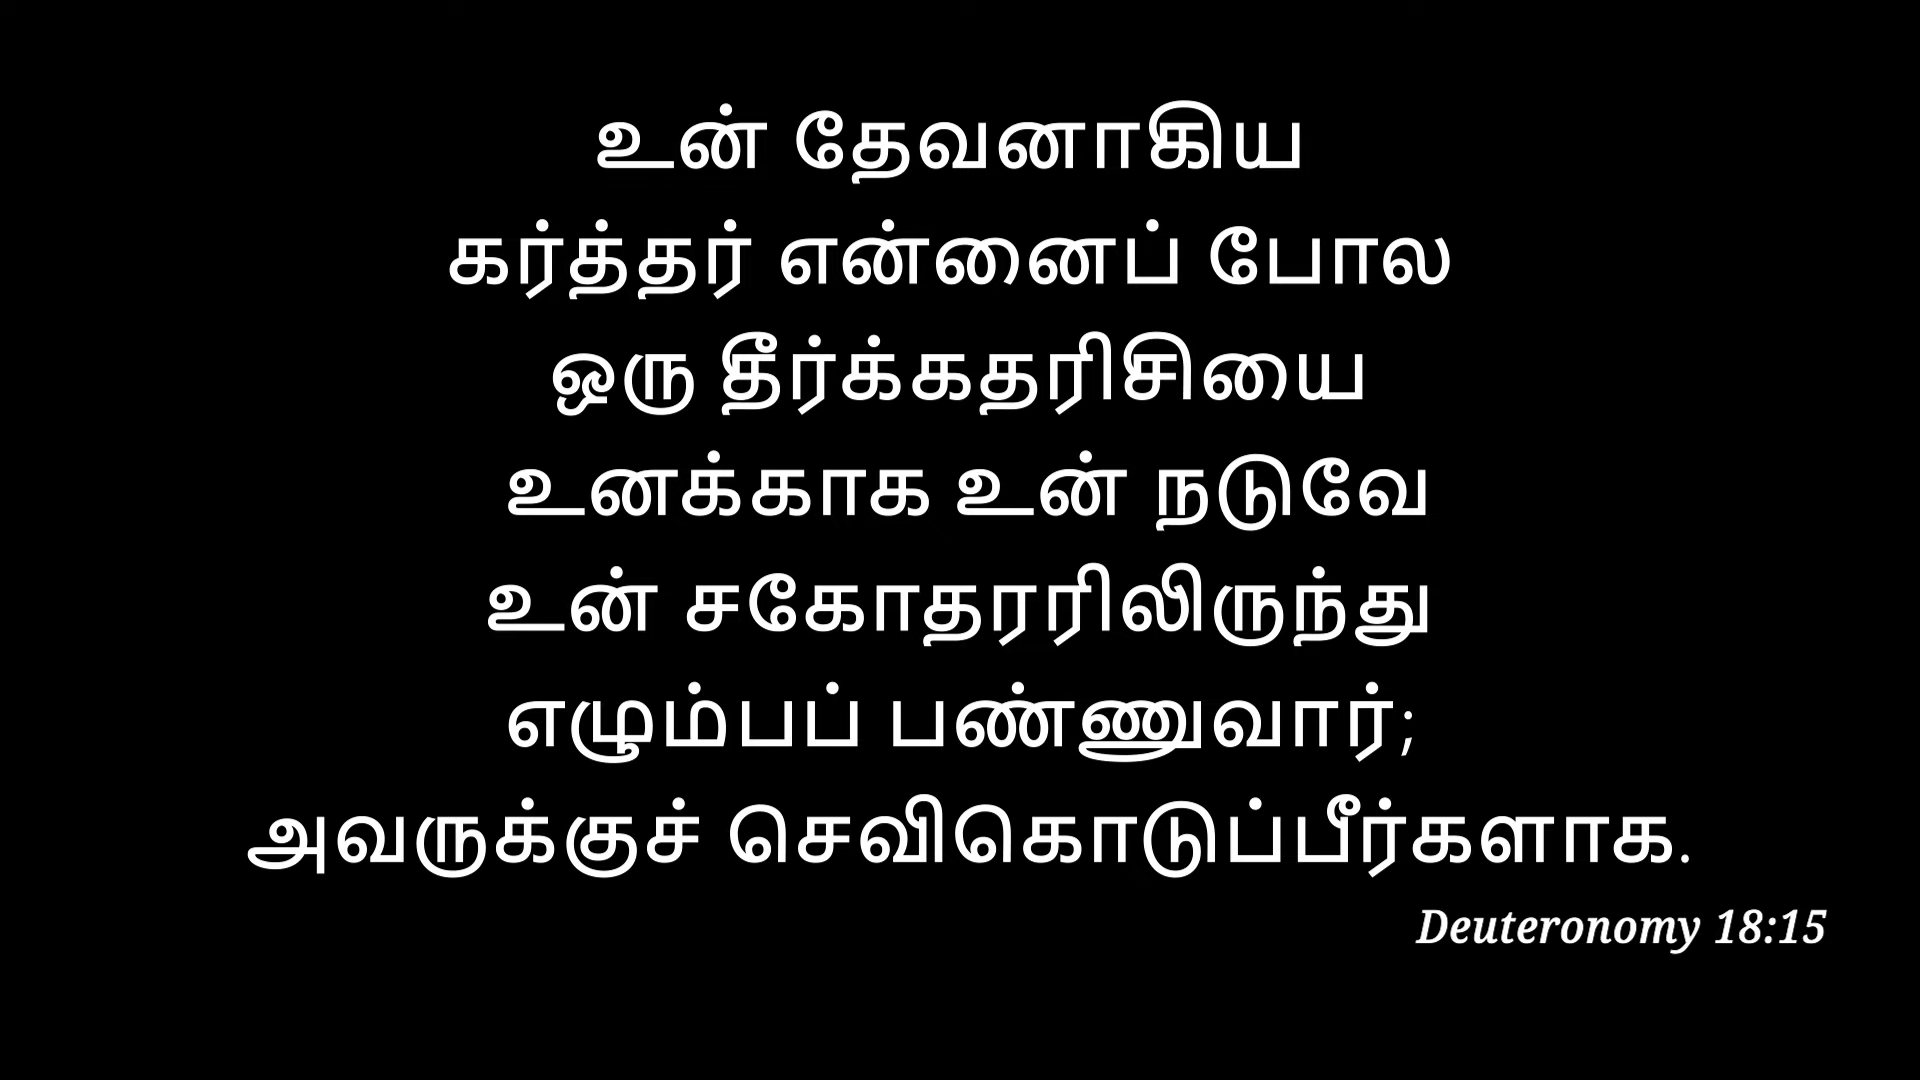 உன் தேவனாகிய
கர்த்தர் என்னைப் போல
ஒரு தீர்க்கதரிசியை
உனக்காக உன் நடுவே
உன் சகோதரரிலிருந்து
எழும்பப் பண்ணுவார்;
அவருக்குச் செவிகொடுப்பீர்களாக.
Deuteronomy 18:15